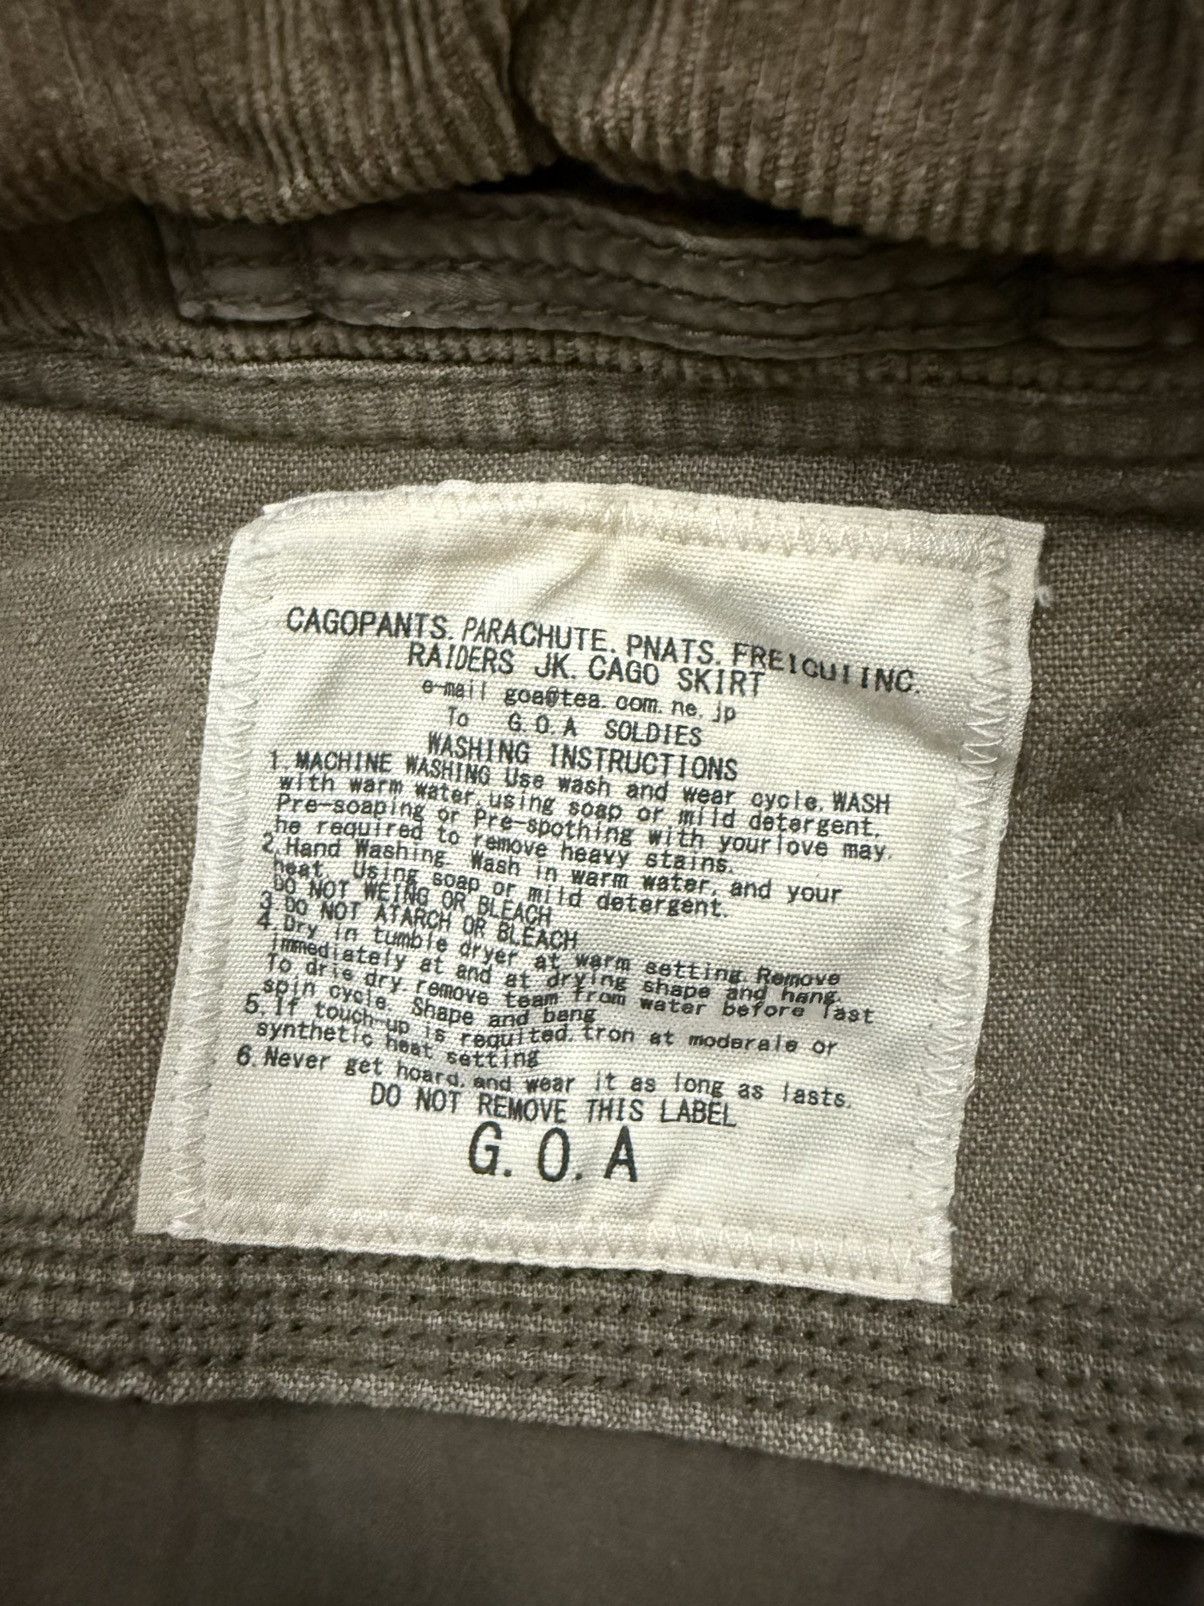 CAGOPANTS. PARACHUTE. PNATS. FREICUIINC.
RAIDERS JK. CAGO SKIRT
e-mail goa@tea.com.ne.jp
To G.O.A SOLDIES
WASHING INSTRUCTIONS
1. MACHINE WASHING Use wash and wear cycle. WASH
with warm water, using soap or mild detergent.
Pre-soaping or Pre-spothing with your love may.
he required to remove heavy stains.
2. Hand Washing. Wash in warm water, and your
heat. Using soap or mild detergent.
DO NOT WEING OR BLEACH
3 DO NOT ATARCH OR BLEACH
4. Dry in tumble dryer at warm setting. Remove
immediately at and at drying shape and hang.
To dris dry, remove team from water before last
spin cycle. Shape and bang
5. If touch-up is requited, tron at moderale or
synthetic heat setting
6. Never get hoard, and wear it as long as lasts.
DO NOT REMOVE THIS LABEL
G. O. A